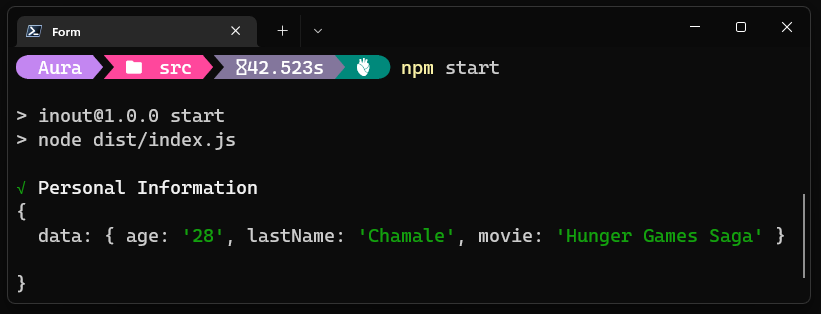 Form
Aura src 42.523s npm start
> inout@1.0.0 start
> node dist/index.js
√ Personal Information
{
data: { age: '28', lastName: 'Chamale', movie: 'Hunger Games Saga' }
}